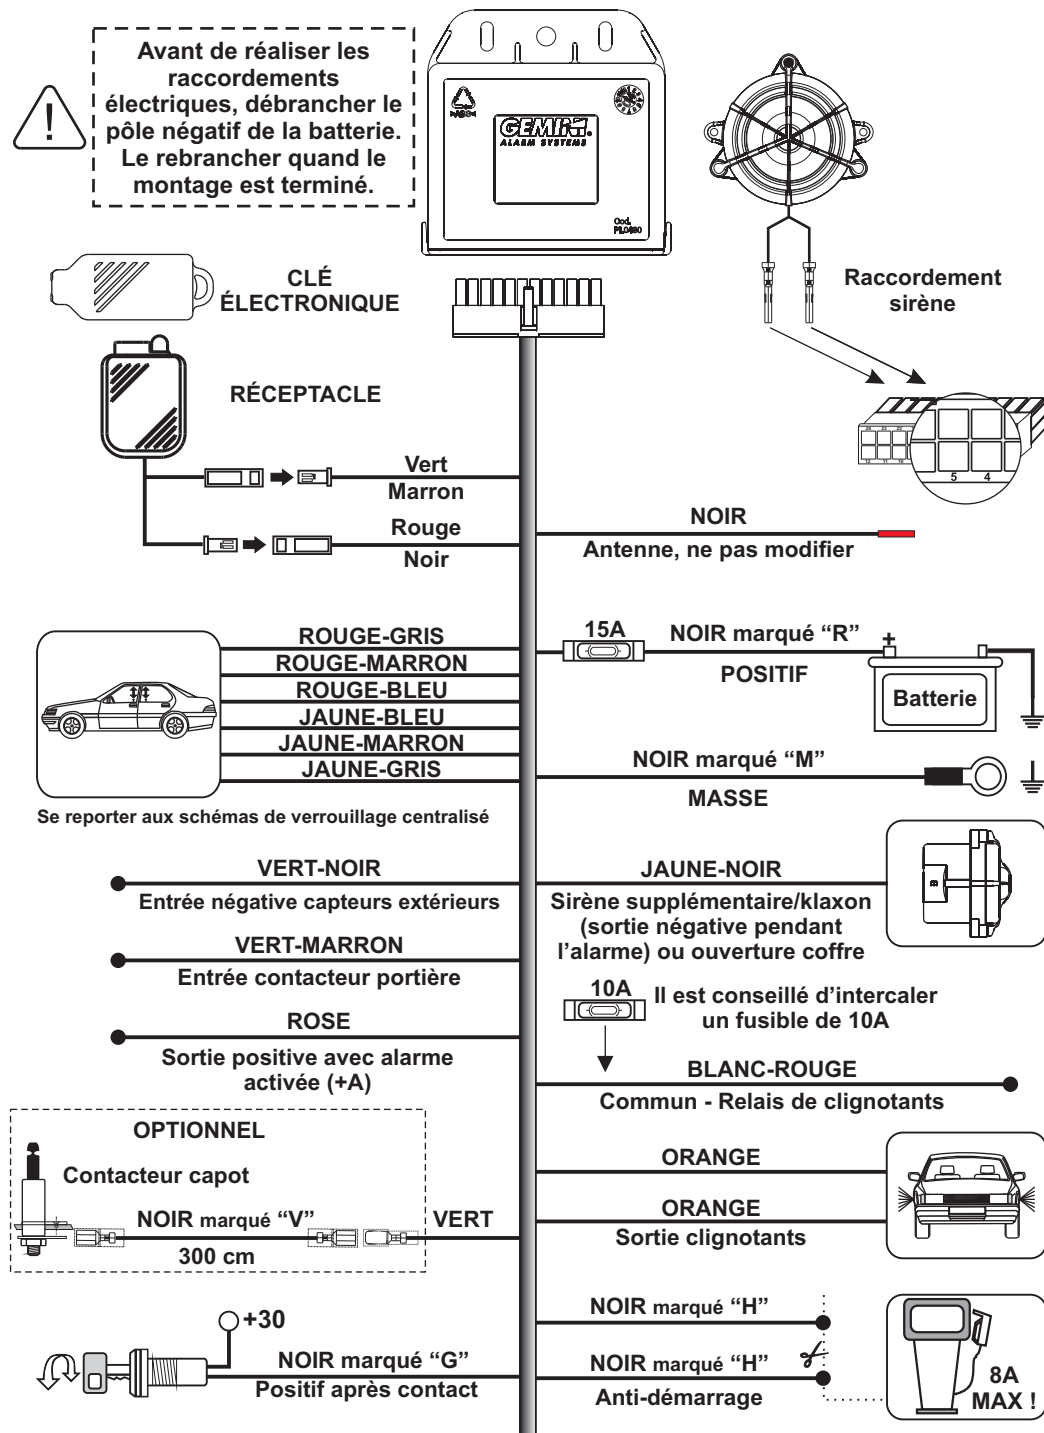 Avant de réaliser les
raccordements
électriques, débrancher le
pôle négatif de la batterie.
Le rebrancher quand le
montage est terminé.
!
>ABS<
GEMINI
ALARM SYSTEMS
Cod.
CLÉ
ÉLECTRONIQUE
Raccordement
sirène
RÉCEPTACLE
5 4
Vert
Marron
Rouge
Noir
NOIR
Antenne, ne pas modifier
ROUGE-GRIS
ROUGE-MARRON
ROUGE-BLEU
JAUNE-BLEU
JAUNE-MARRON
JAUNE-GRIS
Se reporter aux schémas de verrouillage centralisé
15A
NOIR marqué “R”
POSITIF
+
Batterie
NOIR marqué “M”
MASSE
VERT-NOIR
Entrée négative capteurs extérieurs
JAUNE-NOIR
Sirène supplémentaire/klaxon
(sortie négative pendant
l’alarme) ou ouverture coffre
VERT-MARRON
Entrée contacteur portière
10A
Il est conseillé d’intercaler
un fusible de 10A
ROSE
Sortie positive avec alarme
activée (+A)
BLANC-ROUGE
Commun - Relais de clignotants
OPTIONNEL
Contacteur capot
NOIR marqué “V”
300 cm
VERT
ORANGE
ORANGE
Sortie clignotants
+30
NOIR marqué “G”
Positif après contact
NOIR marqué “H”
NOIR marqué “H”
Anti-démarrage
8A
MAX !